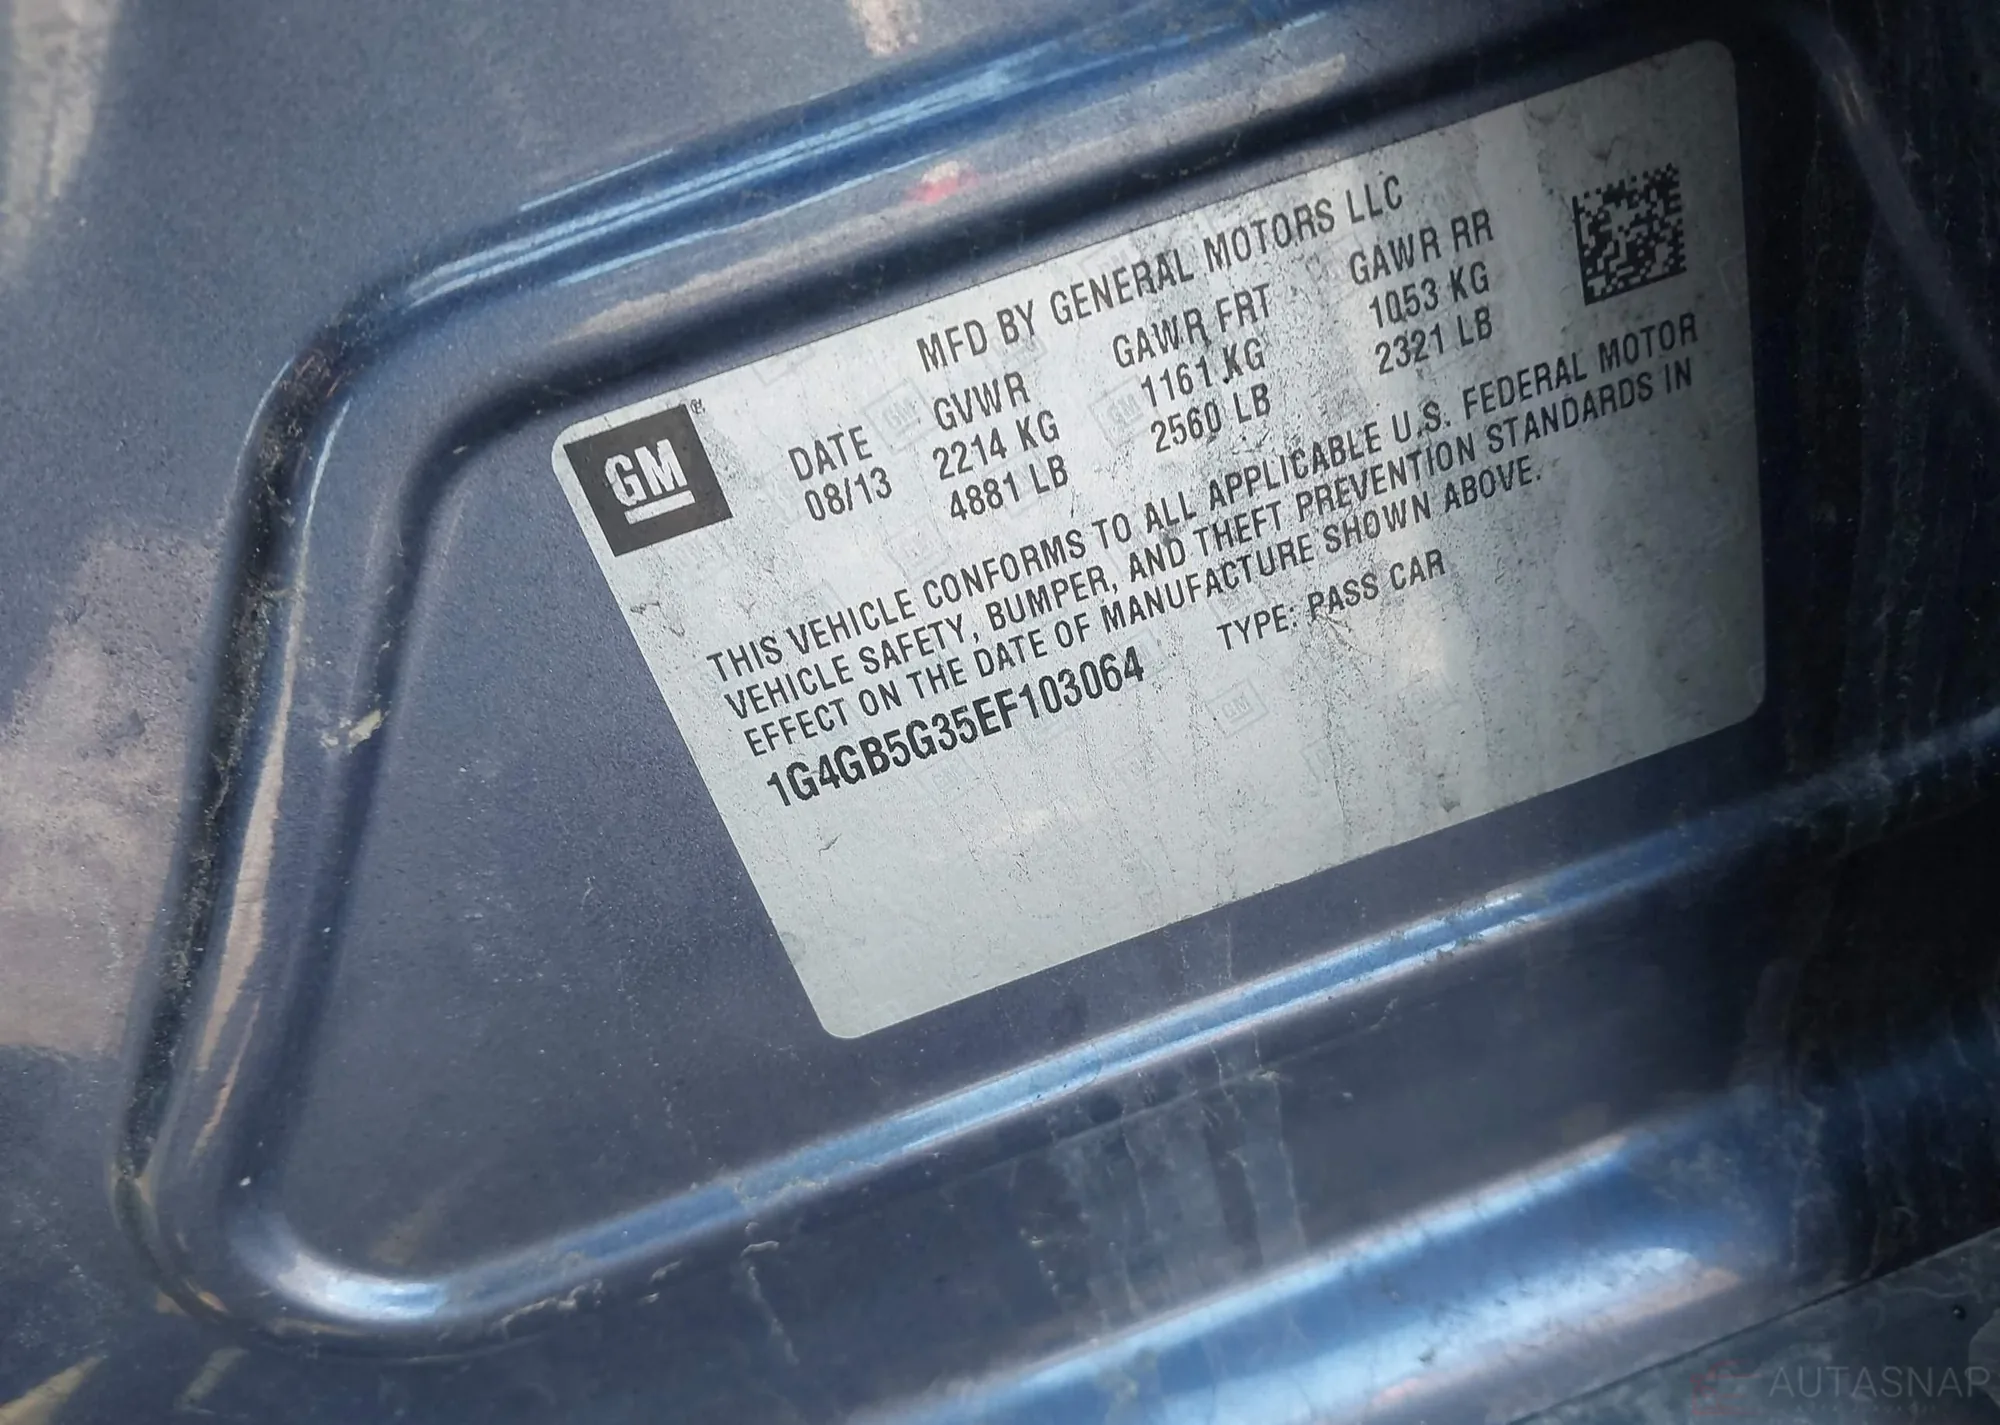 MFD BY GENERAL MOTORS LLC
GM®
DATE GVWR GAWR FRT GAWR RR
08/13 2214 KG 1161 KG 1053 KG
4881 LB 2560 LB 2321 LB
THIS VEHICLE CONFORMS TO ALL APPLICABLE U.S. FEDERAL MOTOR
VEHICLE SAFETY, BUMPER, AND THEFT PREVENTION STANDARDS IN
EFFECT ON THE DATE OF MANUFACTURE SHOWN ABOVE.
1G4GB5G35EF103064 TYPE: PASS CAR
AUTASNAP